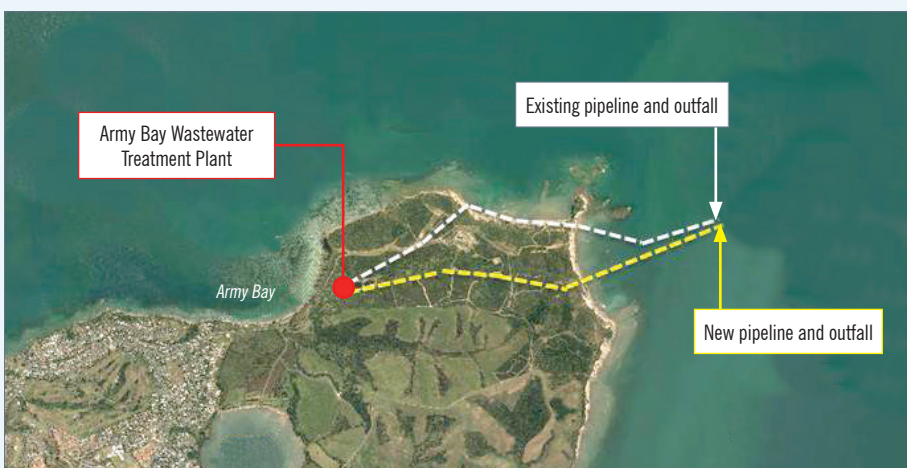 Existing pipeline and outfall
Army Bay Wastewater
Treatment Plant
Army Bay
New pipeline and outfall